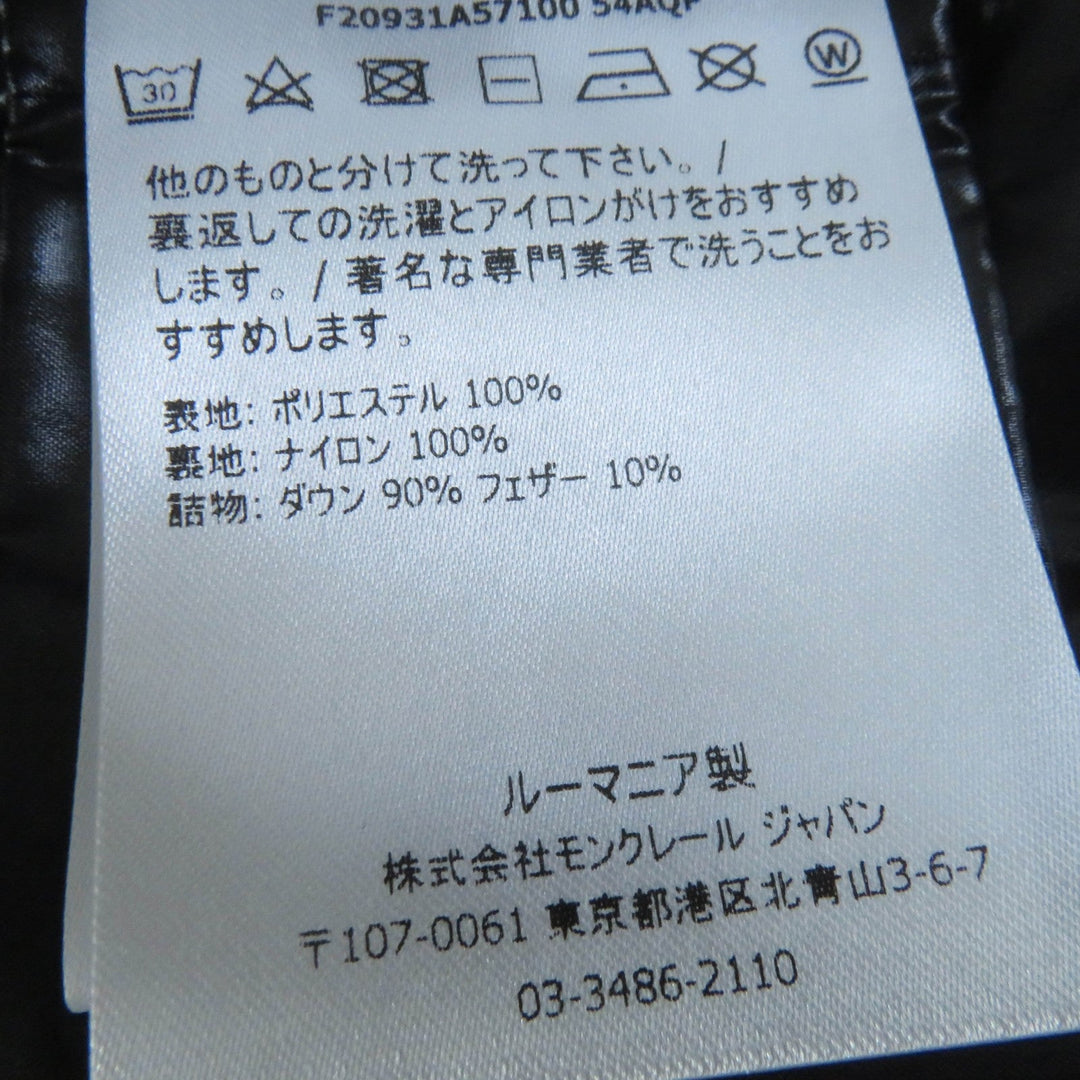 F20931A57100 54AQP
30
W
他のものと分けて洗って下さい。/
裏返しての洗濯とアイロンがけをおすすめ
します。/ 著名な専門業者で洗うことをお
すすめします。
表地: ポリエステル 100%
裏地: ナイロン 100%
詰物: ダウン 90% フェザー 10%
ルーマニア製
株式会社モンクレール ジャパン
〒107-0061 東京都港区北青山3-6-7
03-3486-2110